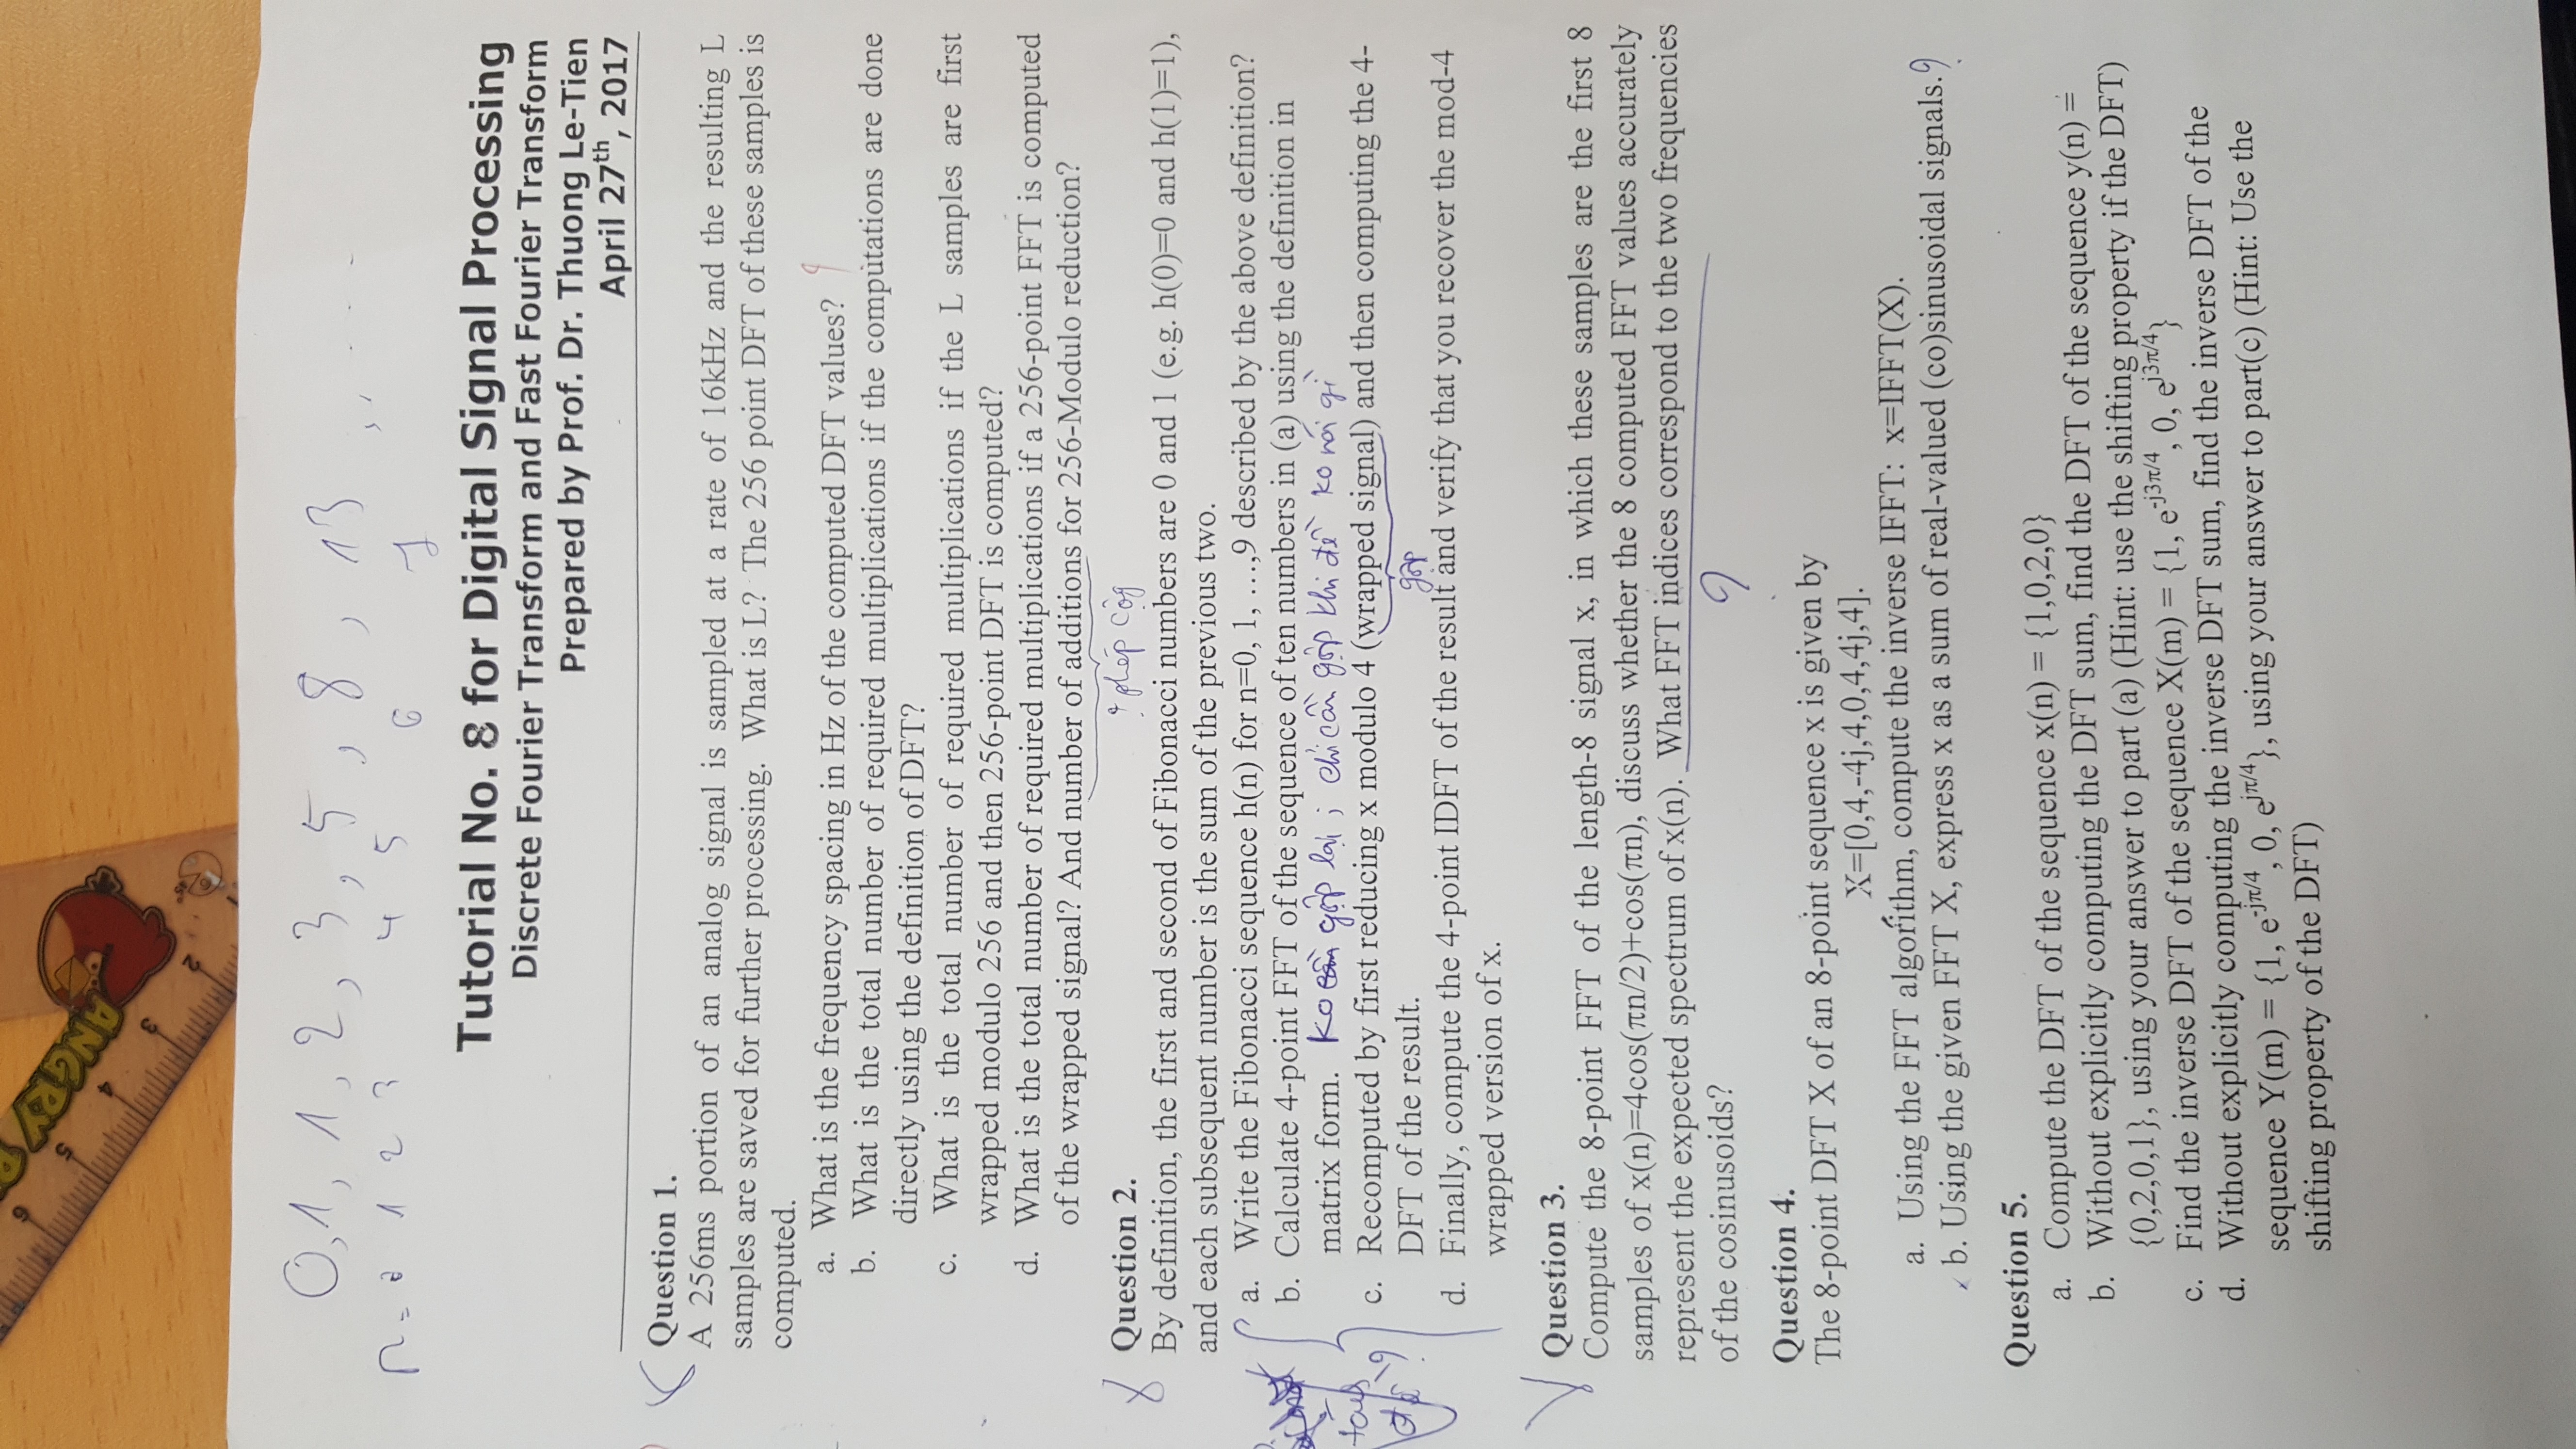 ANGRY
6
5
4
3
2
0, 1, 1, 2, 3, 5, 8, 13, ....
n = 0 1 2 3 4 5 6 7
Tutorial No. 8 for Digital Signal Processing
Discrete Fourier Transform and Fast Fourier Transform
Prepared by Prof. Dr. Thuong Le-Tien
April 27th, 2017
Question 1.
A 256ms portion of an analog signal is sampled at a rate of 16kHz and the resulting L
samples are saved for further processing. What is L? The 256 point DFT of these samples is
computed.
a. What is the frequency spacing in Hz of the computed DFT values? ?
b. What is the total number of required multiplications if the computations are done
directly using the definition of DFT?
c. What is the total number of required multiplications if the L samples are first
wrapped modulo 256 and then 256-point DFT is computed?
d. What is the total number of required multiplications if a 256-point FFT is computed
of the wrapped signal? And number of additions for 256-Modulo reduction?
phép cộg
Question 2.
By definition, the first and second of Fibonacci numbers are 0 and 1 (e.g. h(0)=0 and h(1)=1),
and each subsequent number is the sum of the previous two.
a. Write the Fibonacci sequence h(n) for n=0, 1, …,9 described by the above definition?
b. Calculate 4-point FFT of the sequence of ten numbers in (a) using the definition in
matrix form. ko cần gộp lại ; chỉ cần gộp khi đề ko nói gì
c. Recomputed by first reducing x modulo 4 (wrapped signal) and then computing the 4-
DFT of the result. gộp
d. Finally, compute the 4-point IDFT of the result and verify that you recover the mod-4
wrapped version of x.
Question 3.
Compute the 8-point FFT of the length-8 signal x, in which these samples are the first 8
samples of x(n)=4cos(πn/2)+cos(πn), discuss whether the 8 computed FFT values accurately
represent the expected spectrum of x(n). What FFT indices correspond to the two frequencies
of the cosinusoids? ?
Question 4.
The 8-point DFT X of an 8-point sequence x is given by
X=[0,4,-4j,4,0,4,4j,4].
a. Using the FFT algorithm, compute the inverse IFFT: x=IFFT(X).
b. Using the given FFT X, express x as a sum of real-valued (co)sinusoidal signals. ?
Question 5.
a. Compute the DFT of the sequence x(n) = {1,0,2,0}
b. Without explicitly computing the DFT sum, find the DFT of the sequence y(n) =
{0,2,0,1}, using your answer to part (a) (Hint: use the shifting property if the DFT)
c. Find the inverse DFT of the sequence X(m) = {1, e-j3π/4, 0, ej3π/4}
d. Without explicitly computing the inverse DFT sum, find the inverse DFT of the
sequence Y(m) = {1, e-jπ/4, 0, ejπ/4}, using your answer to part(c) (Hint: Use the
shifting property of the DFT)